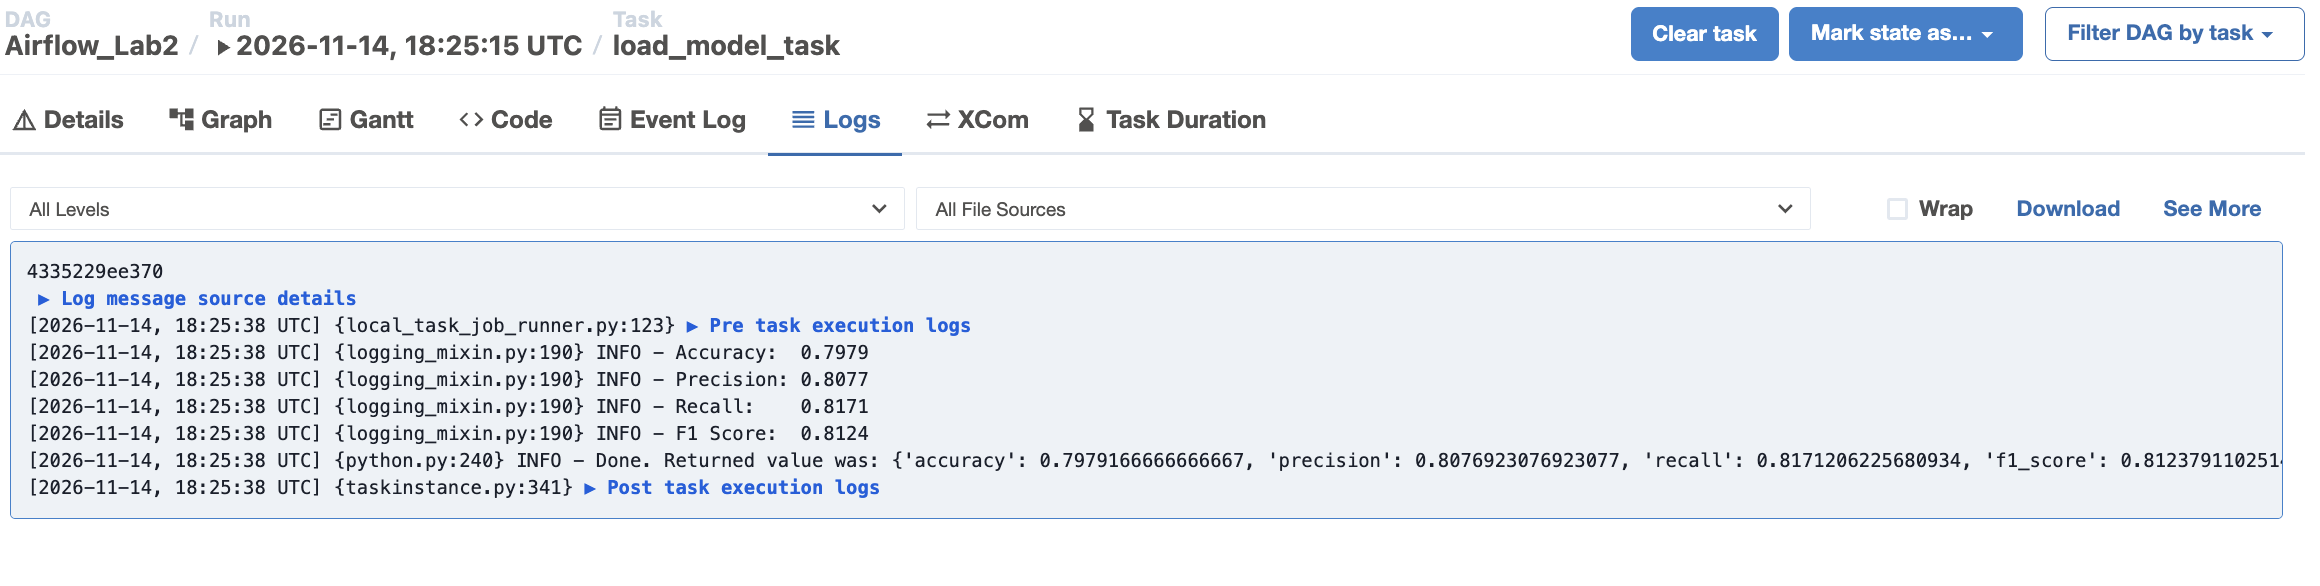 DAG Run Task
Airflow_Lab2 / ▶ 2026-11-14, 18:25:15 UTC / load_model_task
Clear task
Mark state as...
Filter DAG by task
Details Graph Gantt Code Event Log Logs XCom Task Duration
All Levels
All File Sources
Wrap
Download
See More
4335229ee370
▶ Log message source details
[2026-11-14, 18:25:38 UTC] {local_task_job_runner.py:123} ▶ Pre task execution logs
[2026-11-14, 18:25:38 UTC] {logging_mixin.py:190} INFO - Accuracy:  0.7979
[2026-11-14, 18:25:38 UTC] {logging_mixin.py:190} INFO - Precision: 0.8077
[2026-11-14, 18:25:38 UTC] {logging_mixin.py:190} INFO - Recall:    0.8171
[2026-11-14, 18:25:38 UTC] {logging_mixin.py:190} INFO - F1 Score:  0.8124
[2026-11-14, 18:25:38 UTC] {python.py:240} INFO - Done. Returned value was: {'accuracy': 0.7979166666666667, 'precision': 0.8076923076923077, 'recall': 0.8171206225680934, 'f1_score': 0.812379110251
[2026-11-14, 18:25:38 UTC] {taskinstance.py:341} ▶ Post task execution logs